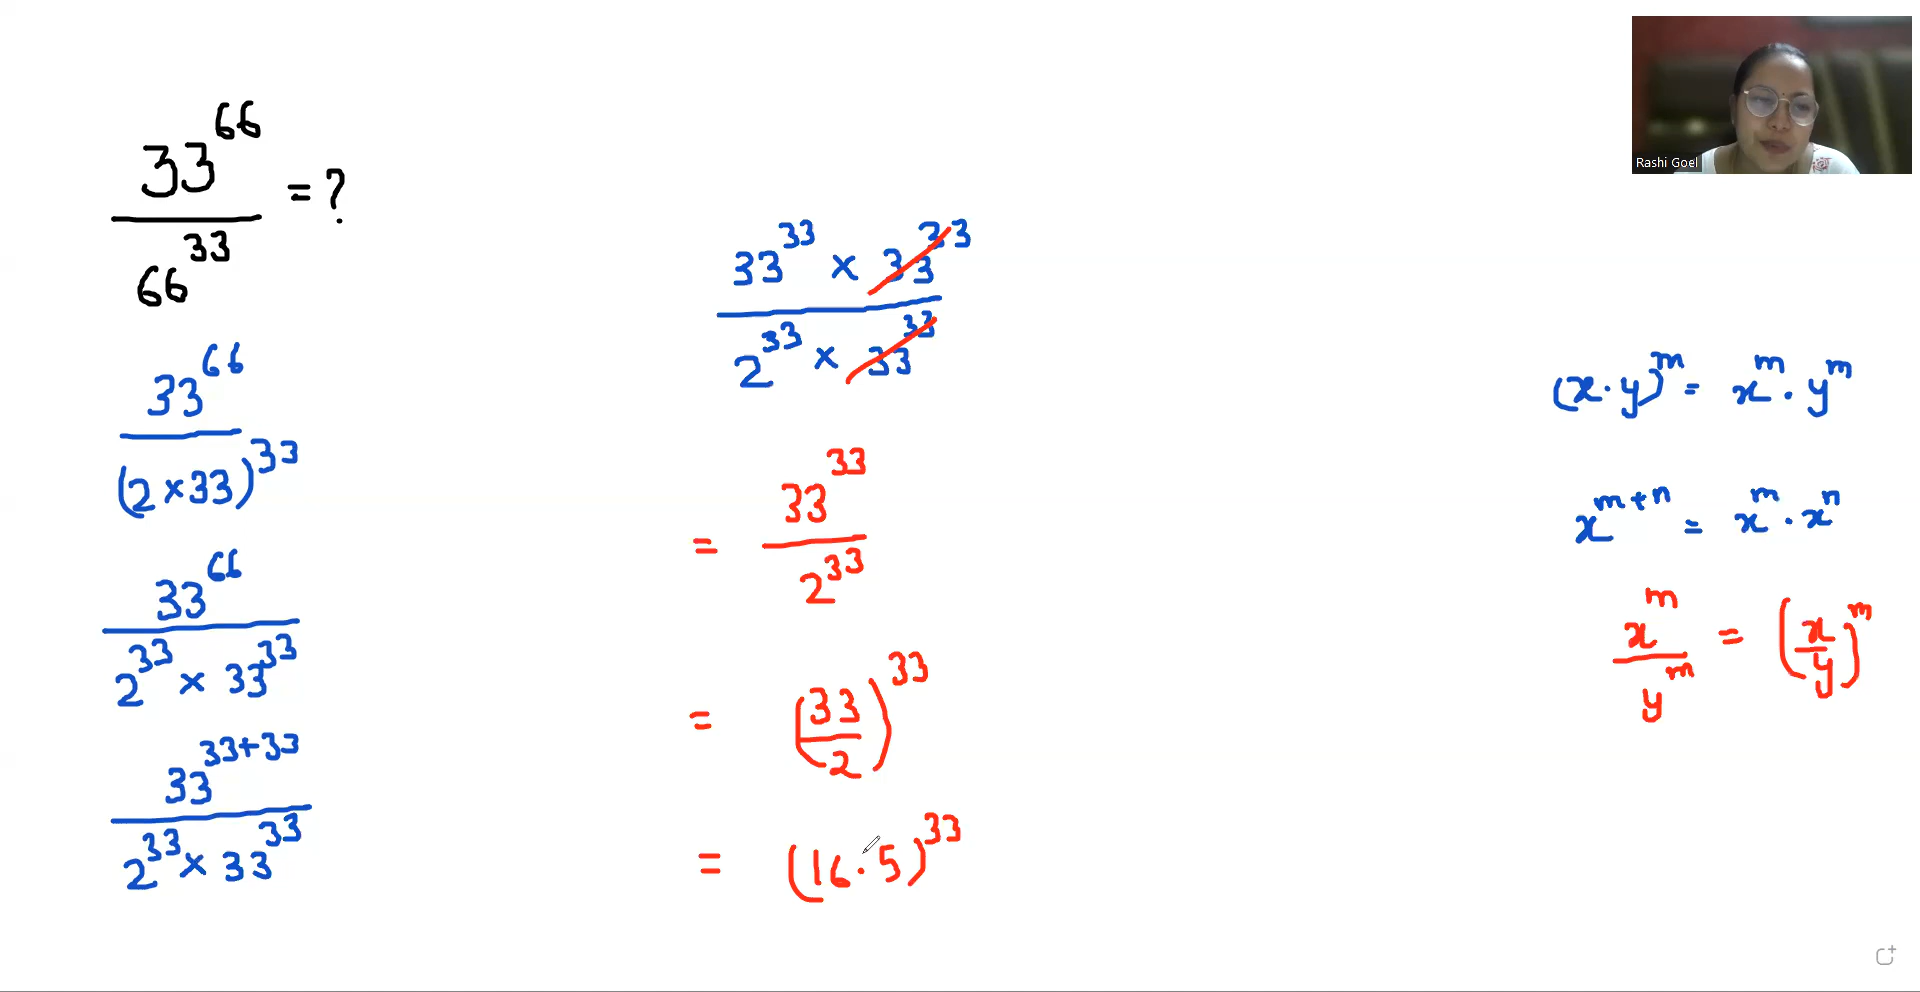 33^66
= ?
66^33
33^66
(2 × 33)^33
33^66
2^33 × 33^33
33^33+33
2^33 × 33^33
33^33 × 33^33
2^33 × 33^33
= 33^33
2^33
= (33/2)^33
= (16.5)^33
(x · y)^m = x^m · y^m
x^m+n = x^m · x^n
x^m/y^m = (x/y)^m
Rashi Goel